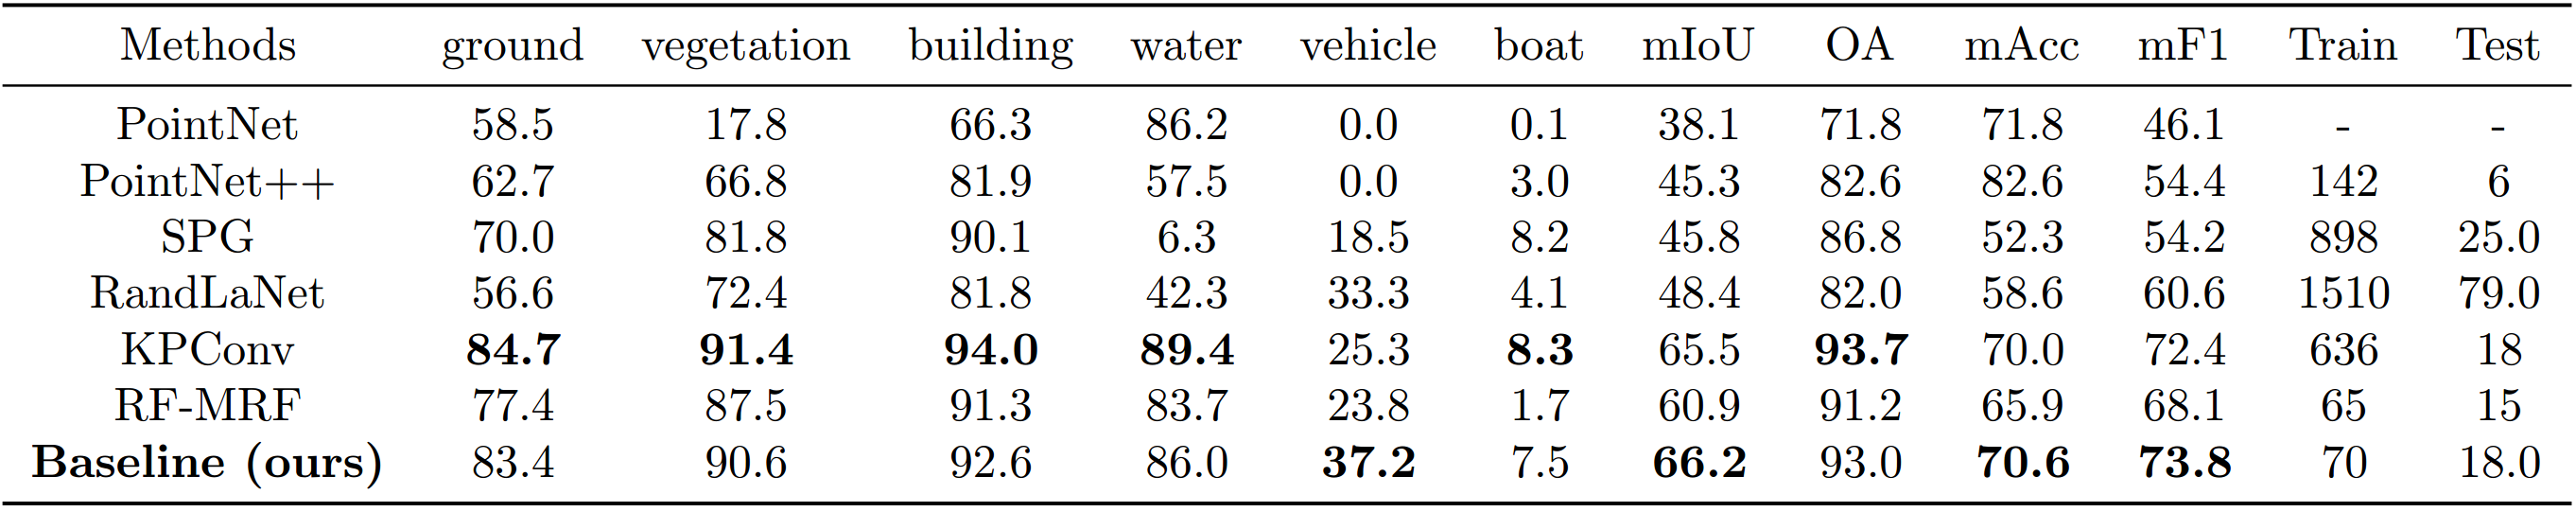 Methods ground vegetation building water vehicle boat mIoU OA mAcc mF1 Train Test
PointNet 58.5 17.8 66.3 86.2 0.0 0.1 38.1 71.8 71.8 46.1 - -
PointNet++ 62.7 66.8 81.9 57.5 0.0 3.0 45.3 82.6 82.6 54.4 142 6
SPG 70.0 81.8 90.1 6.3 18.5 8.2 45.8 86.8 52.3 54.2 898 25.0
RandLaNet 56.6 72.4 81.8 42.3 33.3 4.1 48.4 82.0 58.6 60.6 1510 79.0
KPConv 84.7 91.4 94.0 89.4 25.3 8.3 65.5 93.7 70.0 72.4 636 18
RF-MRF 77.4 87.5 91.3 83.7 23.8 1.7 60.9 91.2 65.9 68.1 65 15
Baseline (ours) 83.4 90.6 92.6 86.0 37.2 7.5 66.2 93.0 70.6 73.8 70 18.0